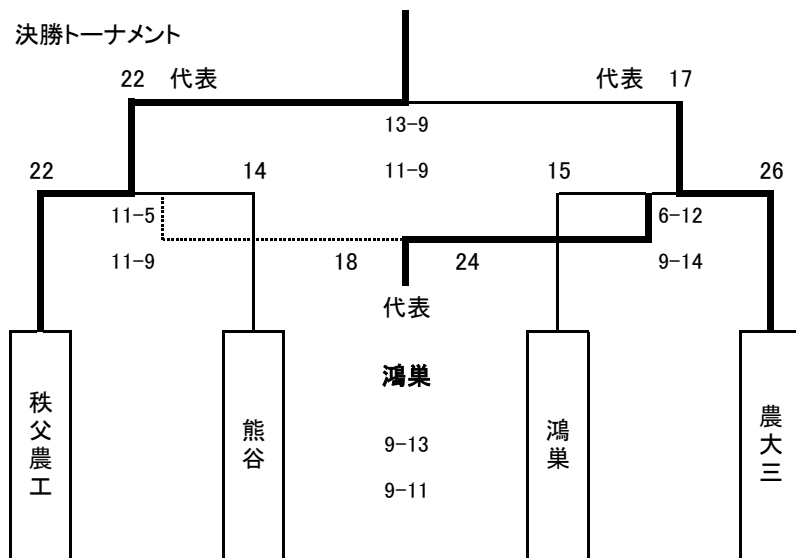 決勝トーナメント
22 代表 代表 17
13-9
22 14 11-9 15 26
11-5 6-12
11-9 18 24 9-14
代表
鴻巣
秩父農工 熊谷 鴻巣 農大三
9-13
9-11